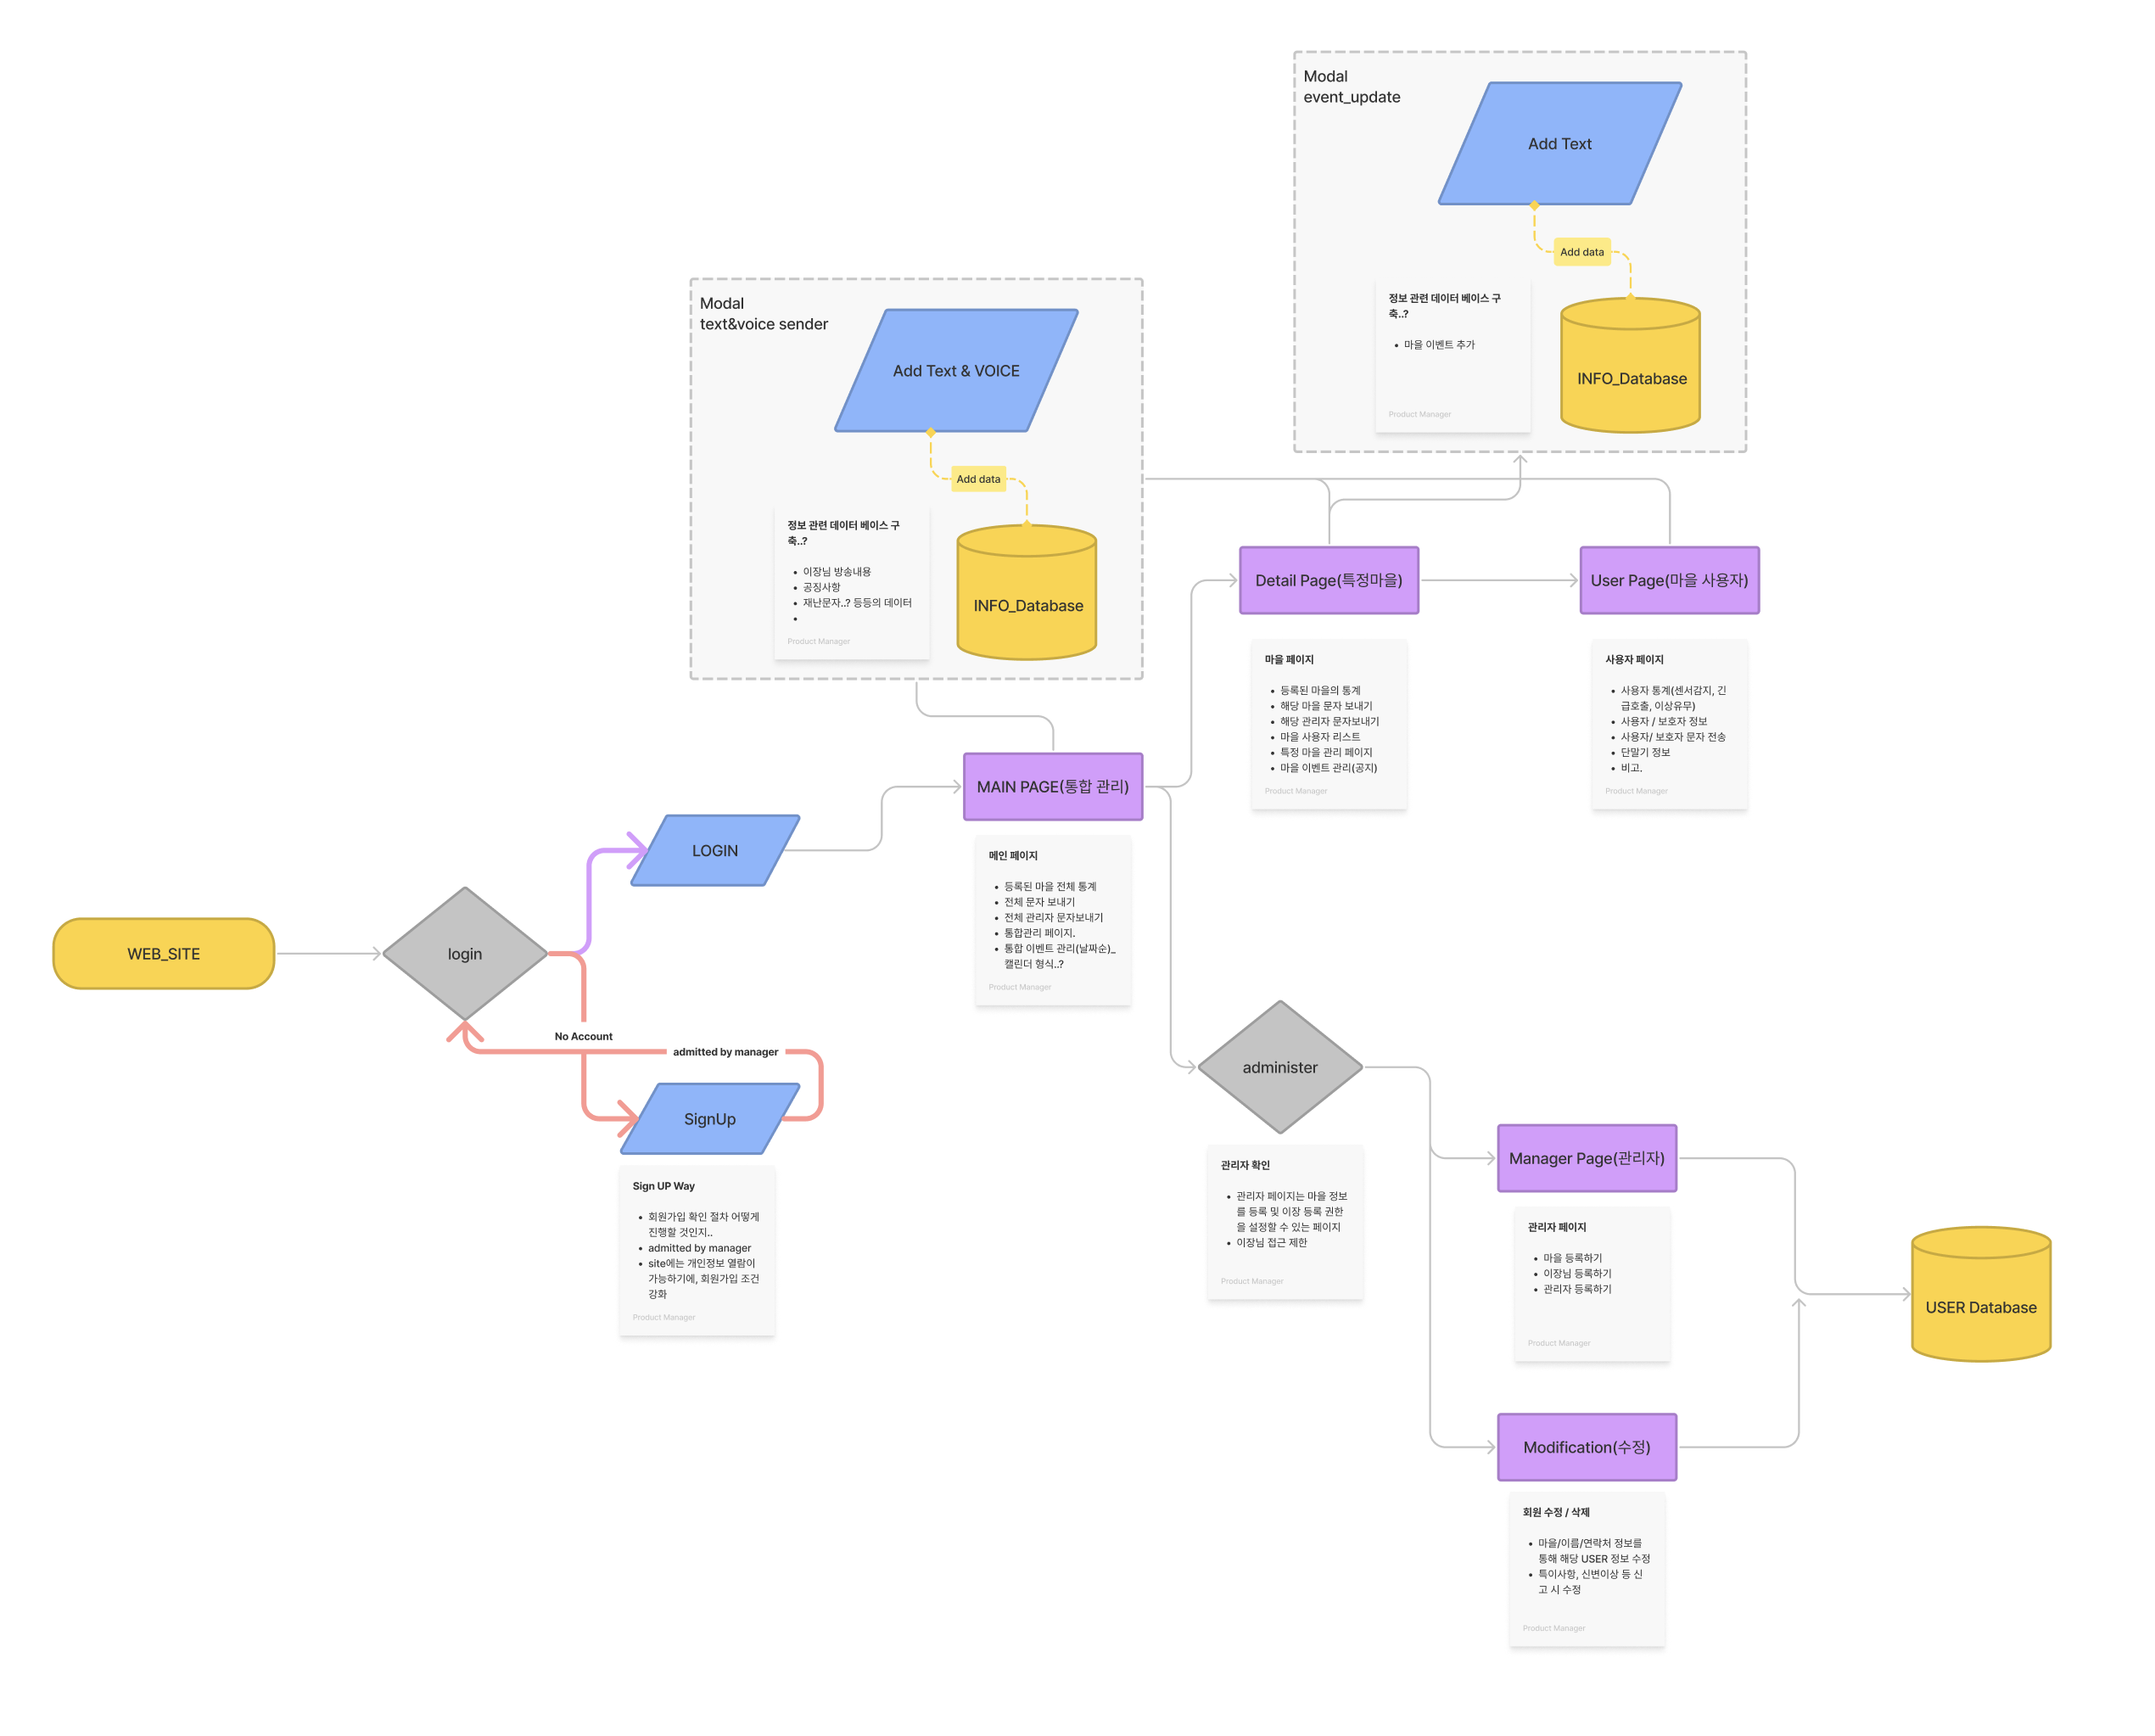 Modal
event_update
Add Text
Add data
정보 관련 데이터 베이스 구
축..?
• 마을 이벤트 추가
Product Manager
INFO_Database
Modal
text&voice sender
Add Text & VOICE
Add data
정보 관련 데이터 베이스 구
축..?
• 이장님 방송내용
• 공징사항
• 재난문자..? 등등의 데이터
•
Product Manager
INFO_Database
Detail Page(특정마을)
User Page(마을 사용자)
마을 페이지
• 등록된 마을의 통계
• 해당 마을 문자 보내기
• 해당 관리자 문자보내기
• 마을 사용자 리스트
• 특정 마을 관리 페이지
• 마을 이벤트 관리(공지)
Product Manager
사용자 페이지
• 사용자 통계(센서감지, 긴
급호출, 이상유무)
• 사용자 / 보호자 정보
• 사용자/ 보호자 문자 전송
• 단말기 정보
• 비고.
Product Manager
MAIN PAGE(통합 관리)
메인 페이지
• 등록된 마을 전체 통계
• 전체 문자 보내기
• 전체 관리자 문자보내기
• 통합관리 페이지.
• 통합 이벤트 관리(날짜순)_
캘린더 형식..?
Product Manager
LOGIN
WEB_SITE
login
No Account
admitted by manager
SignUp
Sign UP Way
• 회원가입 확인 절차 어떻게
진행할 것인지..
• admitted by manager
• site에는 개인정보 열람이
가능하기에, 회원가입 조건
강화
Product Manager
administer
관리자 확인
• 관리자 페이지는 마을 정보
를 등록 및 이장 등록 권한
을 설정할 수 있는 페이지
• 이장님 접근 제한
Product Manager
Manager Page(관리자)
관리자 페이지
• 마을 등록하기
• 이장님 등록하기
• 관리자 등록하기
Product Manager
USER Database
Modification(수정)
회원 수정 / 삭제
• 마을/이름/연락처 정보를
통해 해당 USER 정보 수정
• 특이사항, 신변이상 등 신
고 시 수정
Product Manager